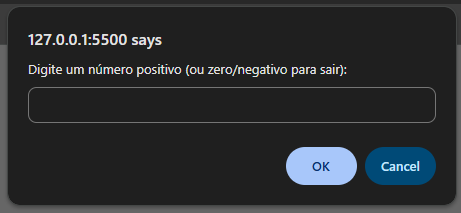 127.0.0.1:5500 says
Digite um número positivo (ou zero/negativo para sair):
OK Cancel